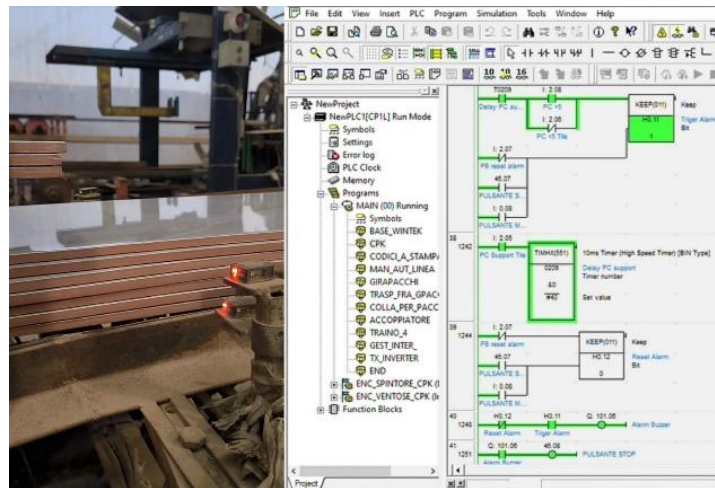 File Edit View Insert PLC Program Simulation Tools Window Help
10 16 16
NewProject
NewPLC1[CP1L] Run Mode
Symbols
Settings
Error log
PLC Clock
Memory
Programs
MAIN (00) Running
Symbols
BASE_WINTEK
CPK
CODICI_A_STAMPA
MAN_AUT_LINEA
GIRAPACCHI
TRASP_FRA_GPAC
COLLA_PER_PACC
ACCOPPIATORE
TRAINO_4
GEST_INTER_
TX_INVERTER
END
ENC_SPINTORE_CPK (I
ENC_VENTOSE_CPK (In
Function Blocks
Project
T0209 I: 2.08
Delay PC su... PC <5
KEEP(011) Keep
I: 2.06
PC <5 Tile
H0.11 Triger Alarm
1 Bit
I: 2.07
PB reset alarm
46.07
PULSANTE S...
I: 0.09
PULSANTE M...
38
1242
I: 2.05
PC Support Tile
TIMHX(551) 10ms Timer (High Speed Timer) [BIN Type]
0209 Delay PC support
Timer number
&0
#40 Set value
39
1244
I: 2.07
PB reset alarm
KEEP(011) Keep
46.07
PULSANTE S...
H0.12 Reset Alarm
0 Bit
I: 0.09
PULSANTE M...
40
1248
H0.12 H0.11 Q: 101.06
Reset Alarm Triger Alarm Alarm Buzzer
41
1251
Q: 101.06 46.08
Alarm Buzzer PULSANTE STOP